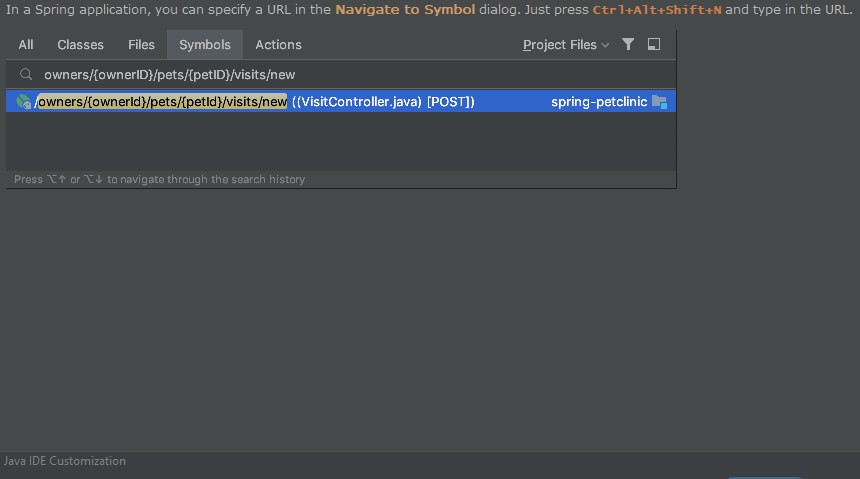 In a Spring application, you can specify a URL in the Navigate to Symbol dialog. Just press Ctrl+Alt+Shift+N and type in the URL.
All Classes Files Symbols Actions Project Files
owners/{ownerID}/pets/{petID}/visits/new
/owners/{ownerId}/pets/{petId}/visits/new ((VisitController.java) [POST]) spring-petclinic
Press ⌥↑ or ⌥↓ to navigate through the search history
Java IDE Customization